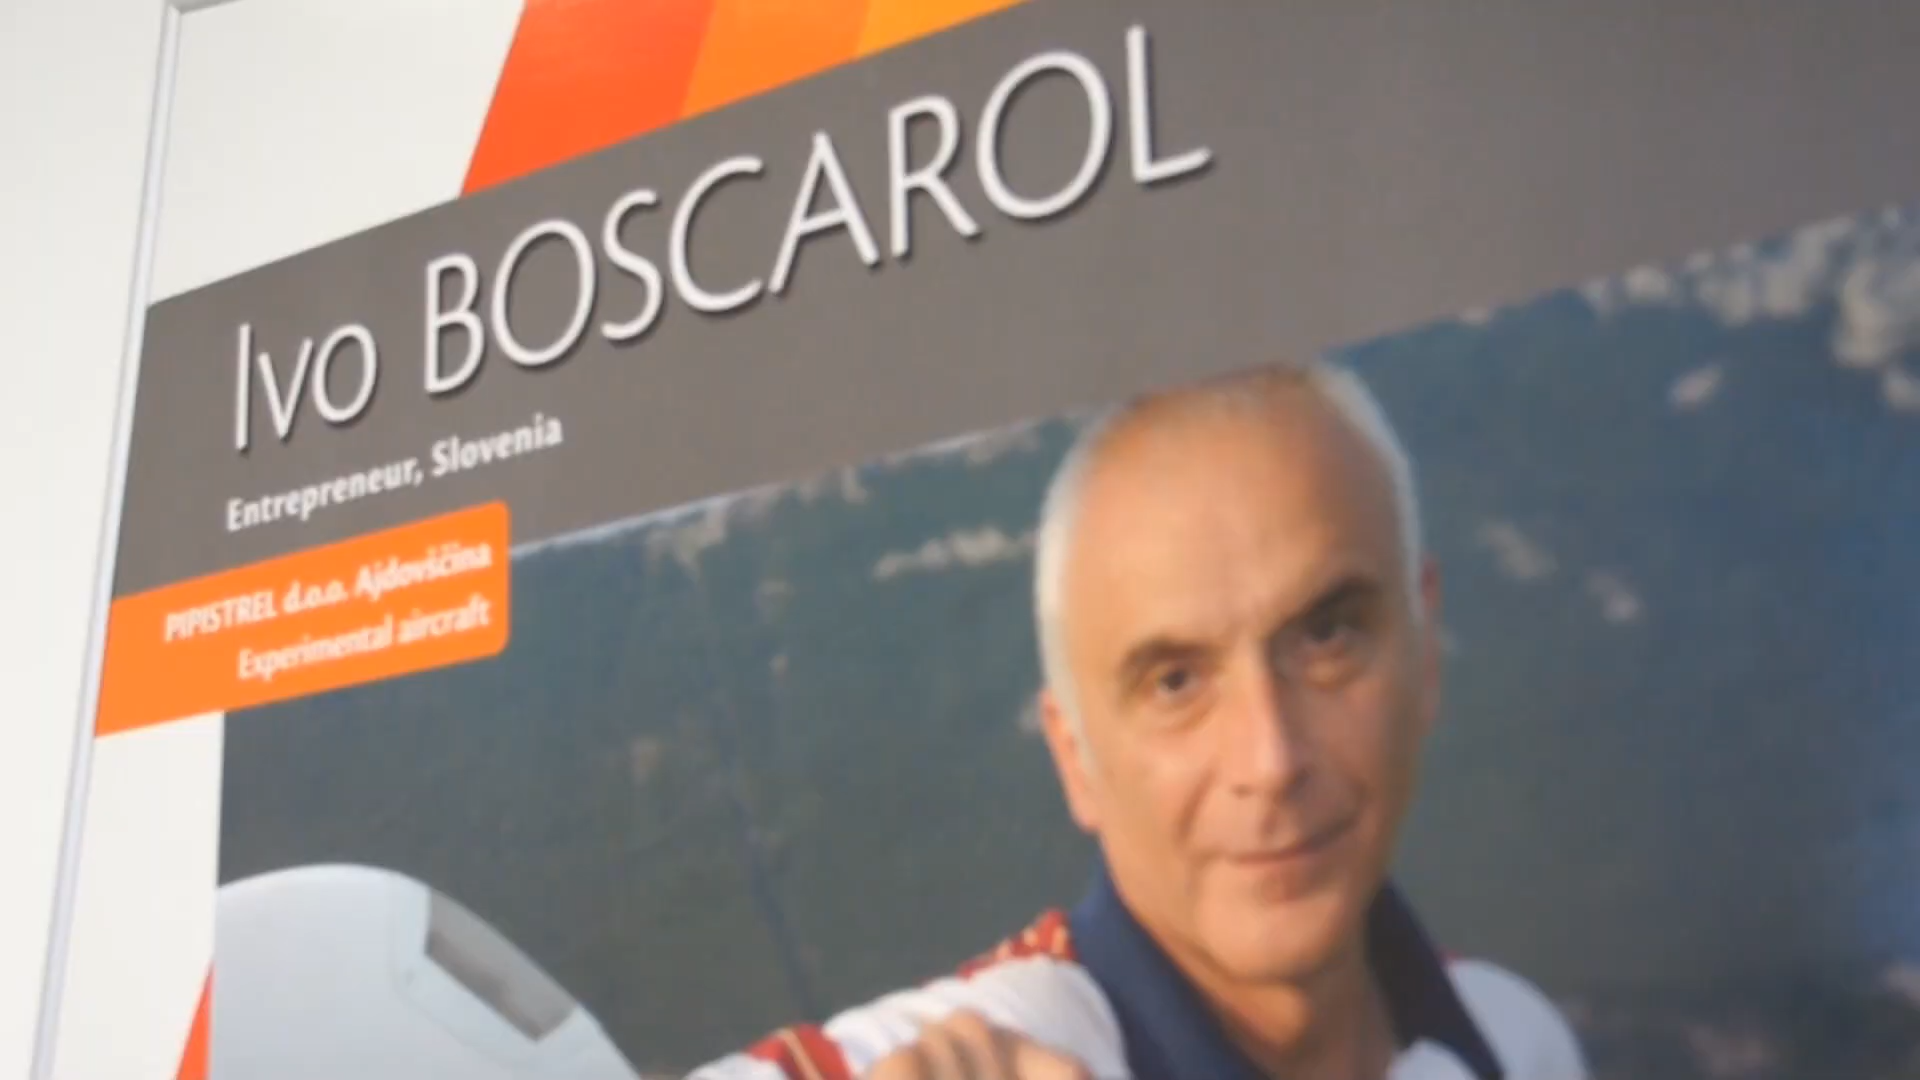 Ivo BOSCAROL
Entrepreneur, Slovenia
PIPISTREL d.o.o. Ajdovščina
Experimental aircraft